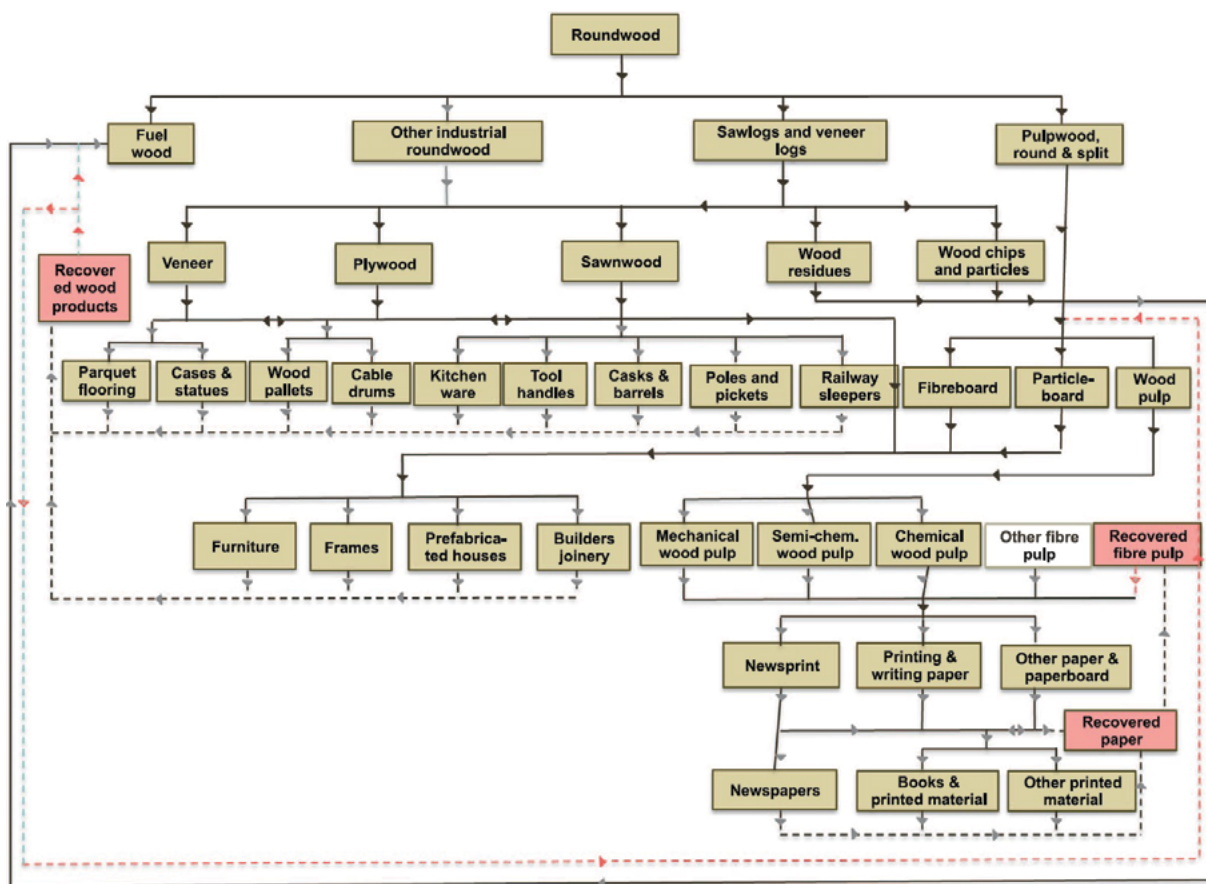 Roundwood
Fuel
wood
Other industrial
roundwood
Sawlogs and veneer
logs
Pulpwood,
round & split
Recover
ed wood
products
Veneer
Plywood
Sawnwood
Wood
residues
Wood chips
and particles
Parquet
flooring
Cases &
statues
Wood
pallets
Cable
drums
Kitchen
ware
Tool
handles
Casks &
barrels
Poles and
pickets
Railway
sleepers
Fibreboard
Particle-
board
Wood
pulp
Furniture
Frames
Prefabrica-
ted houses
Builders
joinery
Mechanical
wood pulp
Semi-chem.
wood pulp
Chemical
wood pulp
Other fibre
pulp
Recovered
fibre pulp
Newsprint
Printing &
writing paper
Other paper &
paperboard
Recovered
paper
Newspapers
Books &
printed material
Other printed
material